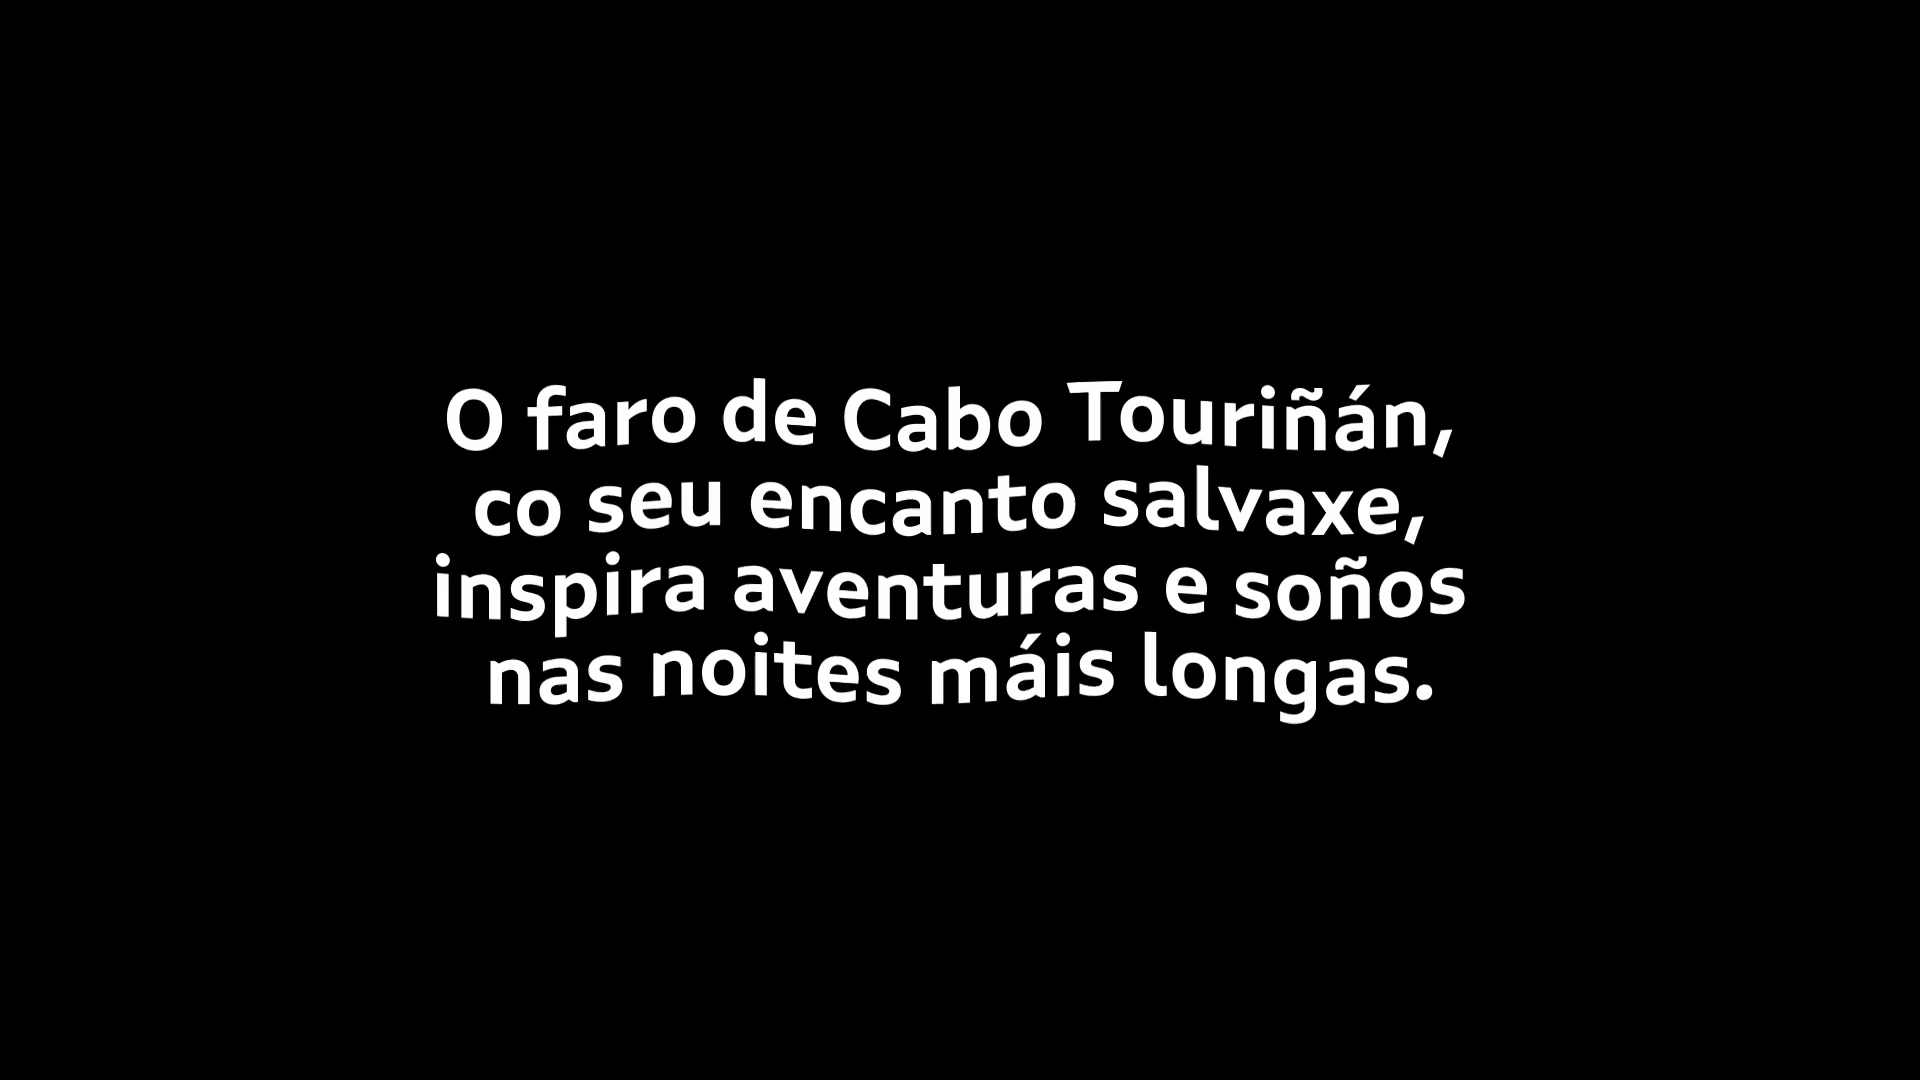 O faro de Cabo Touriñán,
co seu encanto salvaxe,
inspira aventuras e soños
nas noites máis longas.